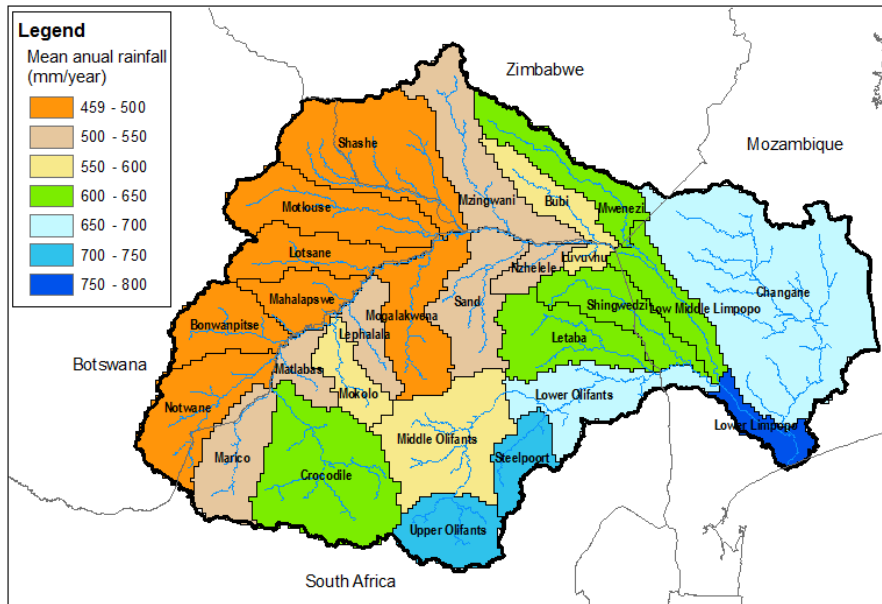 Legend
Mean anual rainfall
(mm/year)
459 - 500
500 - 550
550 - 600
600 - 650
650 - 700
700 - 750
750 - 800
Zimbabwe
Mozambique
Botswana
South Africa
Shashe
Mzingwani
Bubi
Mwenezi
Motlouse
Lotsane
Nzhelele
Luvuvhu
Changane
Mahalapswe
Mogalakwena
Sand
Shingwedzi
Low Middle Limpopo
Bonwanpitse
Lephalala
Letaba
Matlabas
Notwane
Mokolo
Lower Olifants
Lower Limpopo
Middle Olifants
Steelpoort
Marico
Crocodile
Upper Olifants